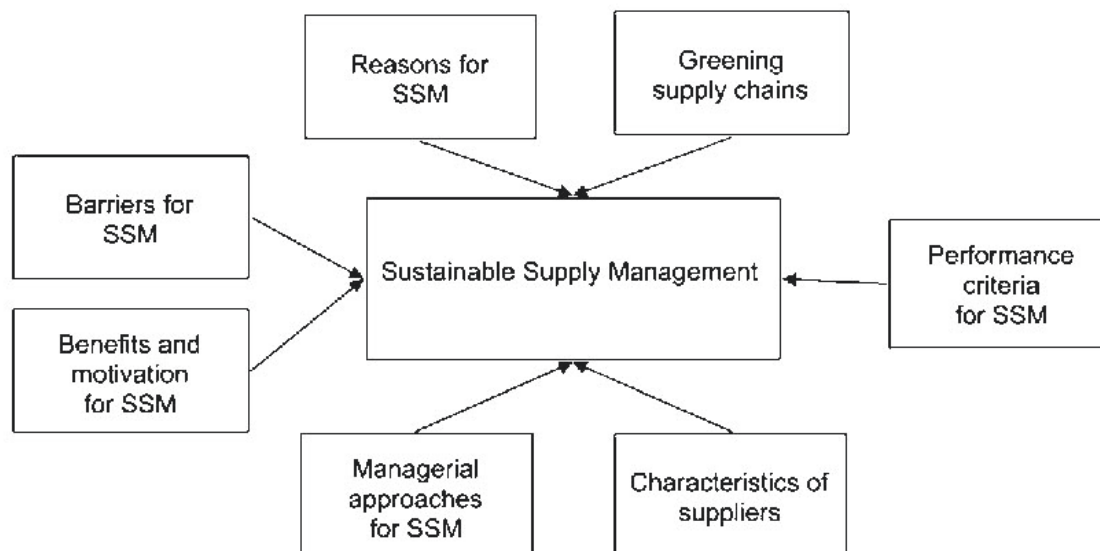 Reasons for
SSM
Greening
supply chains
Barriers for
SSM
Sustainable Supply Management
Performance
criteria
for SSM
Benefits and
motivation
for SSM
Managerial
approaches
for SSM
Characteristics of
suppliers